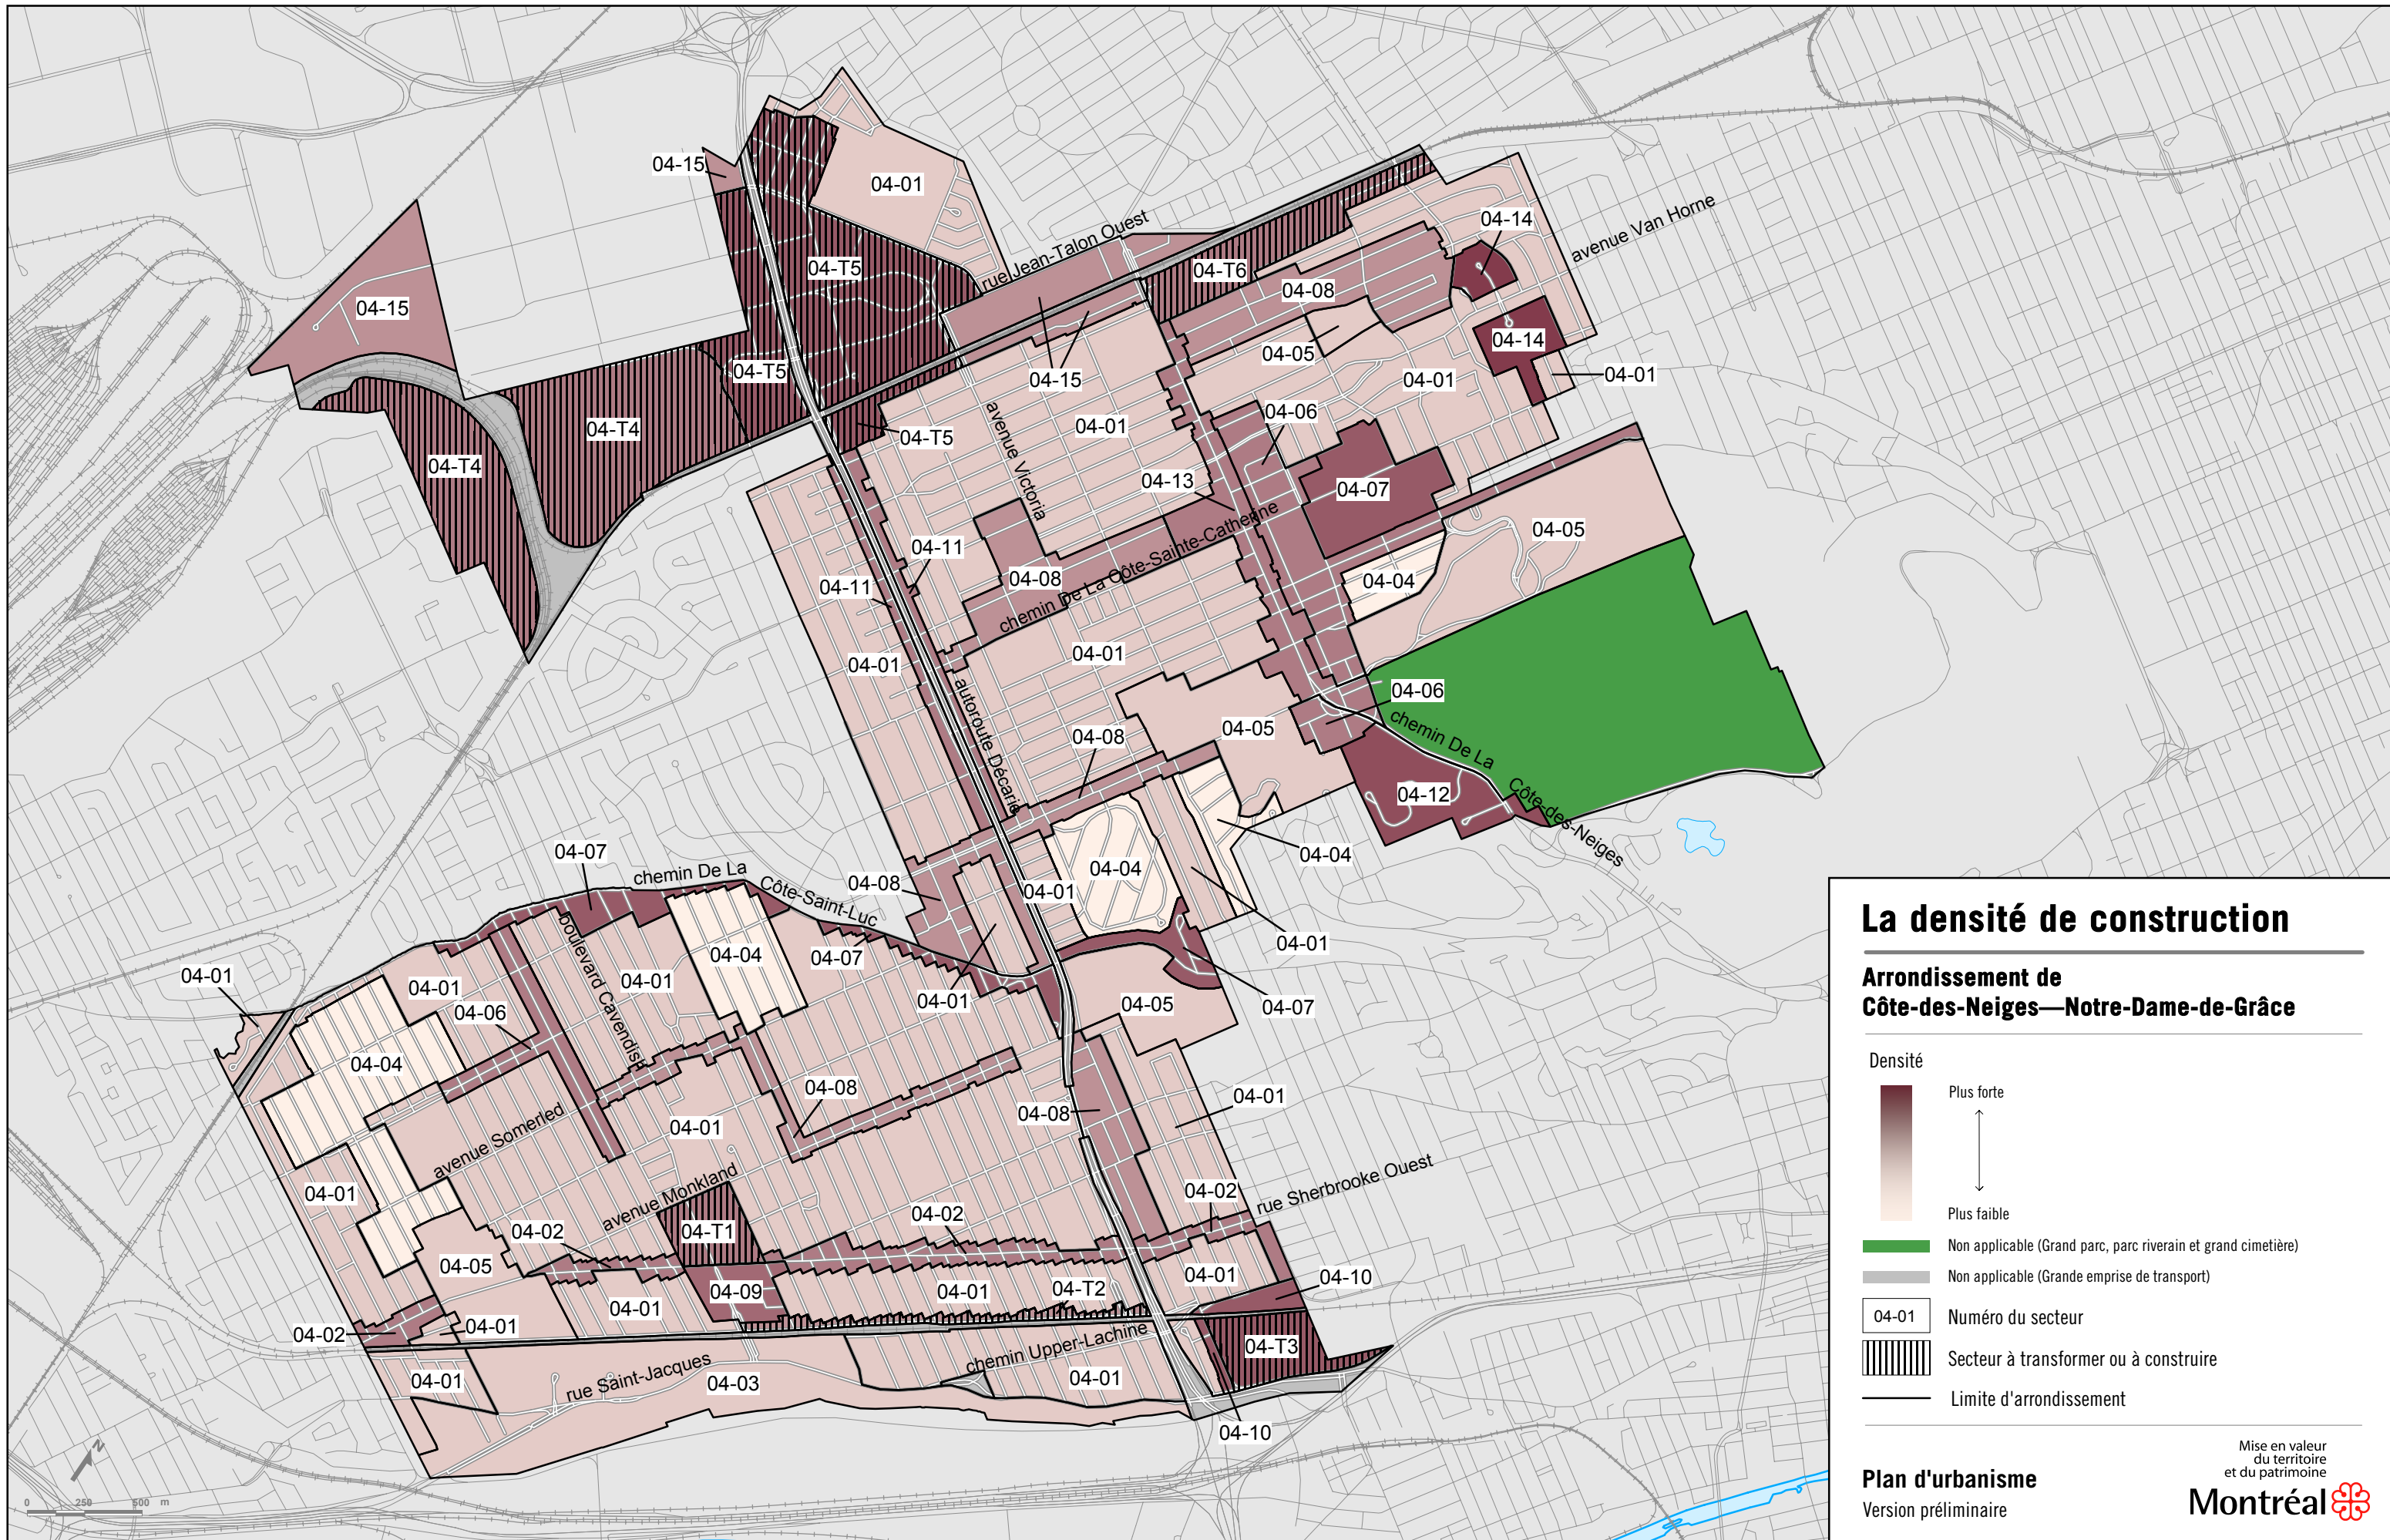 04-15
04-01
04-14
rue Jean-Talon Ouest
avenue Van Horne
04-T5
04-T6
04-08
04-15
04-14
04-05
04-T5
04-15
04-01
04-01
04-06
04-T4
04-01
04-T5
avenue Victoria
04-T4
04-13
04-07
04-05
04-11
chemin De La Côte-Sainte-Catherine
04-08
04-04
04-11
04-01
04-01
04-06
autoroute Décarie
04-05
04-08
chemin De La
Côte-des-Neiges
04-12
04-07
04-04
chemin De La
Côte-Saint-Luc
04-08
04-01
04-04
04-01
boulevard Cavendish
04-04
04-07
04-01
04-01
04-01
04-01
04-05
04-07
04-06
04-04
04-08
04-08
04-01
avenue Somerled
04-01
avenue Monkland
04-01
04-02
rue Sherbrooke Ouest
04-02
04-02
04-T1
04-05
04-09
04-01
04-T2
04-01
04-10
04-01
04-02
04-01
chemin Upper-Lachine
04-T3
rue Saint-Jacques
04-01
04-03
04-01
04-10
N
0 250 500 m
La densité de construction
Arrondissement de
Côte-des-Neiges—Notre-Dame-de-Grâce
Densité
Plus forte
Plus faible
Non applicable (Grand parc, parc riverain et grand cimetière)
Non applicable (Grande emprise de transport)
04-01 Numéro du secteur
Secteur à transformer ou à construire
Limite d'arrondissement
Plan d'urbanisme
Version préliminaire
Mise en valeur
du territoire
et du patrimoine
Montréal